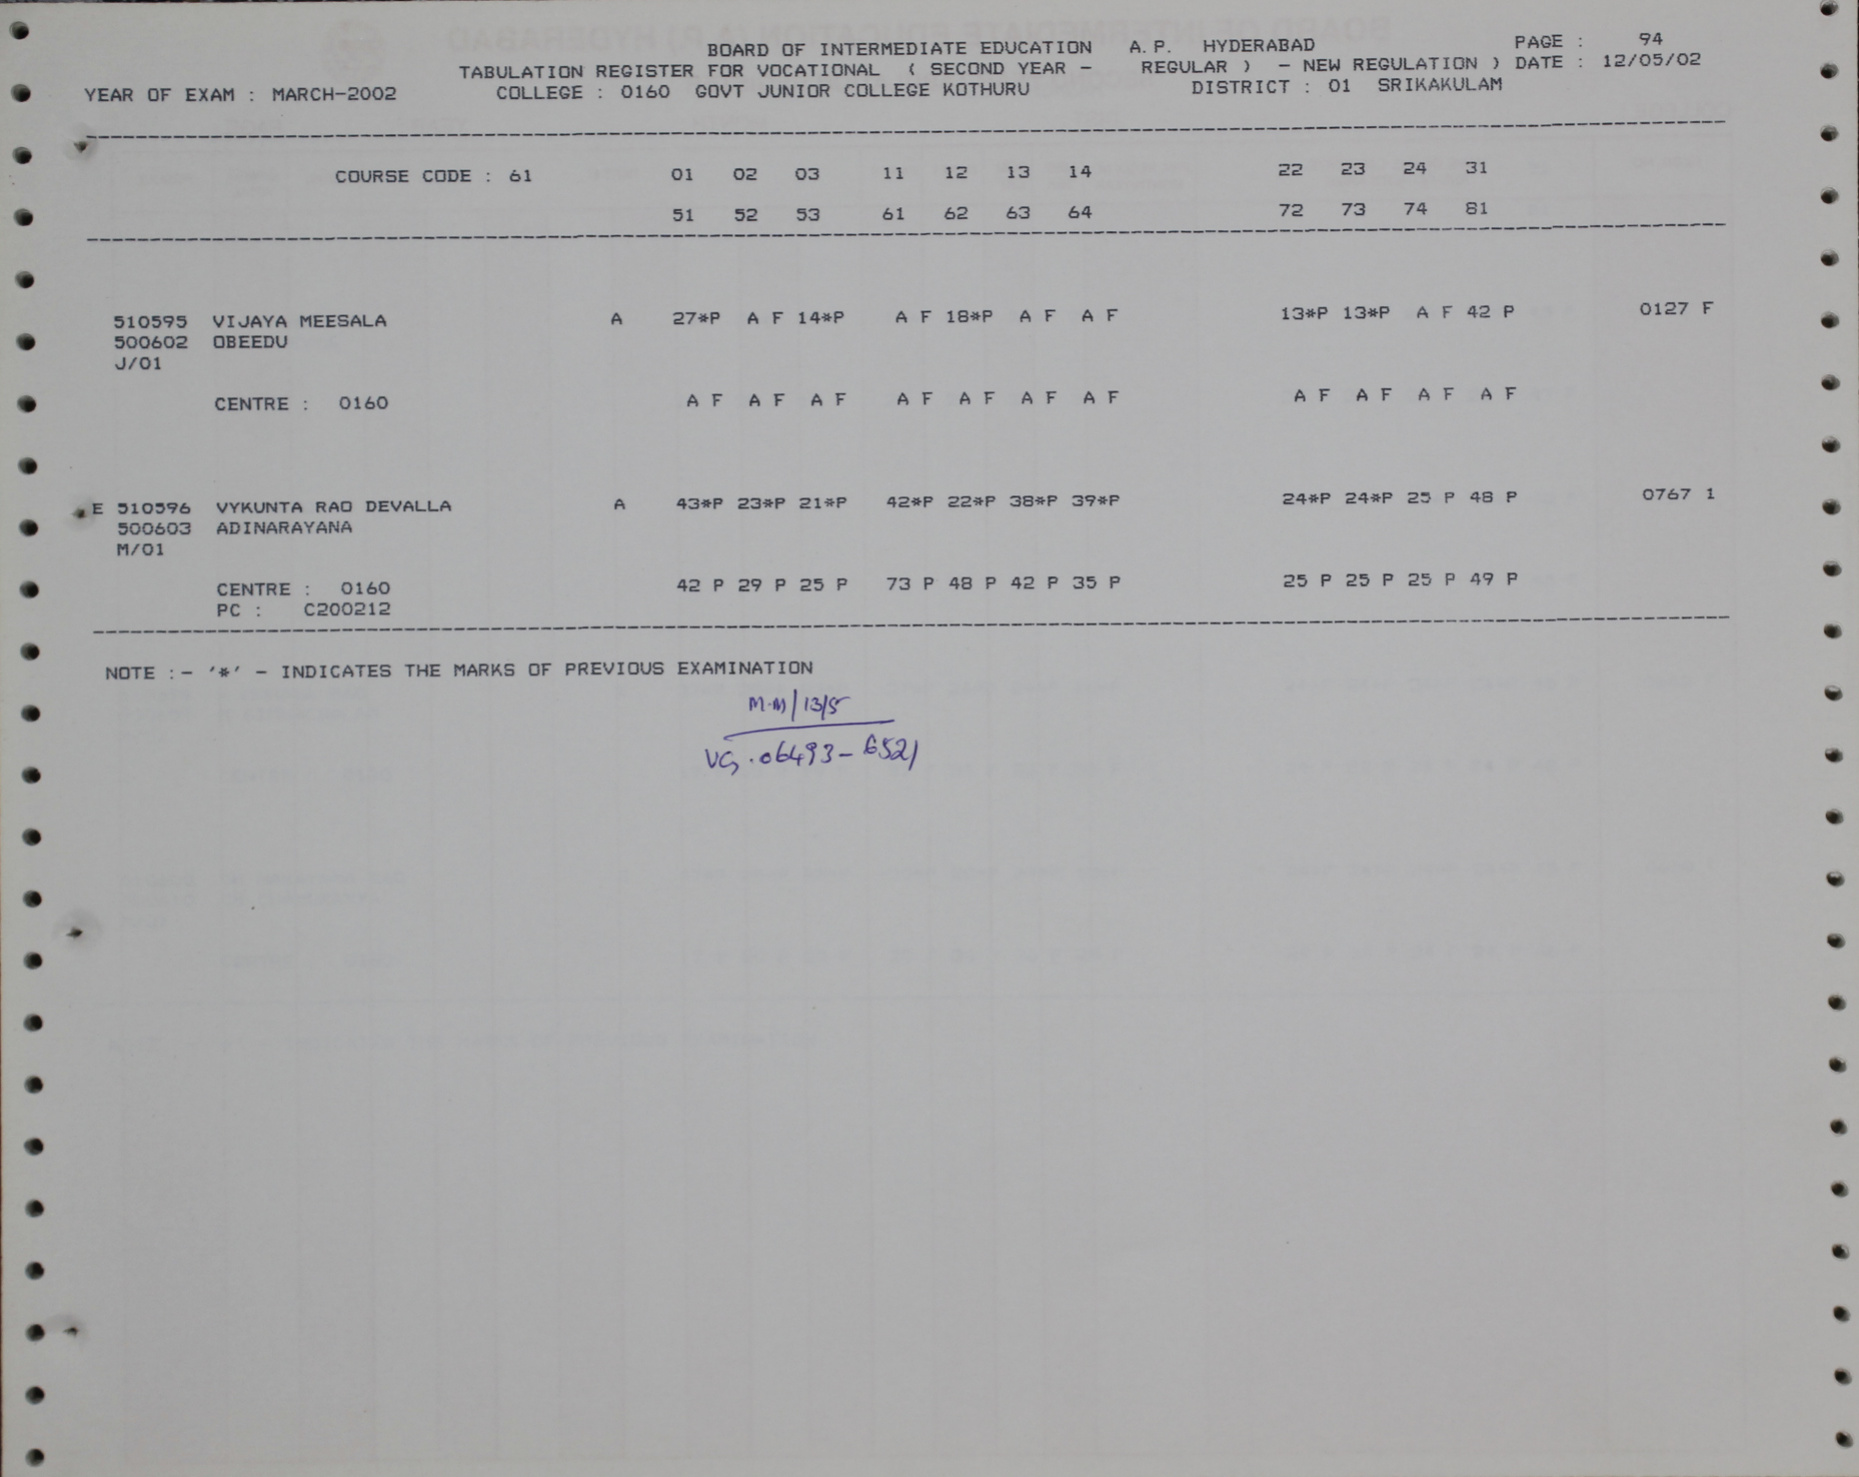 BOARD OF INTERMEDIATE EDUCATION A. P. HYDERABAD PAGE : 94
TABULATION REGISTER FOR VOCATIONAL ( SECOND YEAR - REGULAR ) - NEW REGULATION ) DATE : 12/05/02
YEAR OF EXAM : MARCH-2002 COLLEGE : 0160 GOVT JUNIOR COLLEGE KOTHURU DISTRICT : 01 SRIKAKULAM
COURSE CODE : 61 01 02 03 11 12 13 14 22 23 24 31
51 52 53 61 62 63 64 72 73 74 81
510595 VIJAYA MEESALA A 27*P A F 14*P A F 18*P A F A F 13*P 13*P A F 42 P 0127 F
500602 OBEEDU
J/01
CENTRE : 0160 A F A F A F A F A F A F A F A F A F A F A F
E 510596 VYKUNTA RAO DEVALLA A 43*P 23*P 21*P 42*P 22*P 38*P 39*P 24*P 24*P 25 P 48 P 0767 1
500603 ADINARAYANA
M/01
CENTRE : 0160 42 P 29 P 25 P 73 P 48 P 42 P 35 P 25 P 25 P 25 P 49 P
PC : C200212
NOTE :- '*' - INDICATES THE MARKS OF PREVIOUS EXAMINATION
M.M/13/5
VG.06493-6521